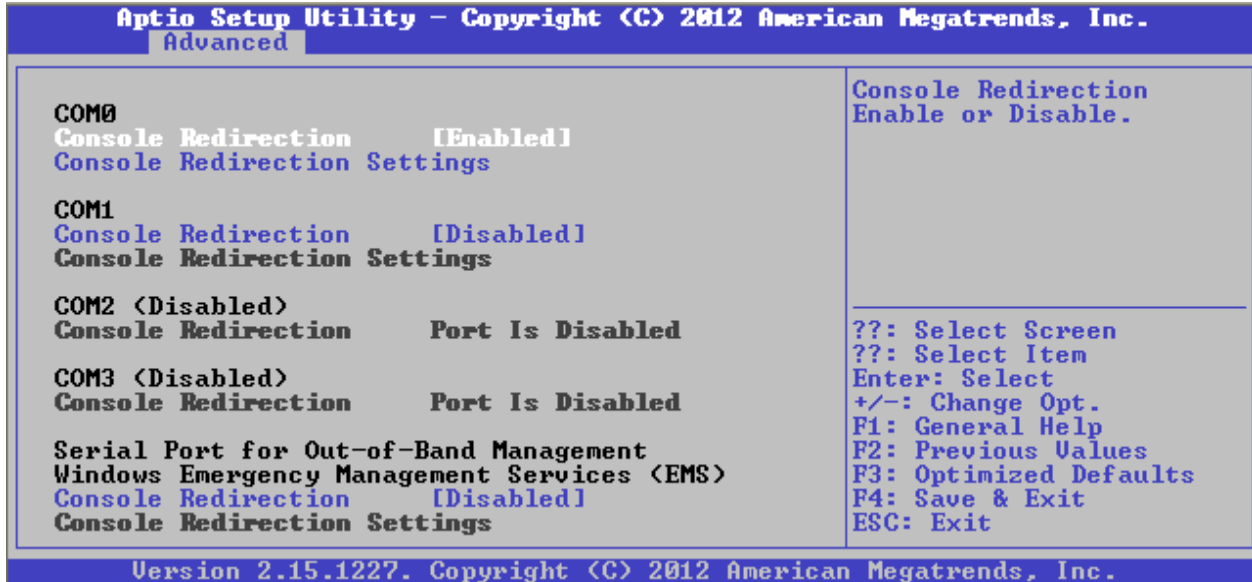 Aptio Setup Utility - Copyright (C) 2012 American Megatrends, Inc.
Advanced
COM0
Console Redirection [Enabled]
Console Redirection Settings
COM1
Console Redirection [Disabled]
Console Redirection Settings
COM2 (Disabled)
Console Redirection Port Is Disabled
COM3 (Disabled)
Console Redirection Port Is Disabled
Serial Port for Out-of-Band Management
Windows Emergency Management Services (EMS)
Console Redirection [Disabled]
Console Redirection Settings
Console Redirection
Enable or Disable.
??: Select Screen
??: Select Item
Enter: Select
+/-: Change Opt.
F1: General Help
F2: Previous Values
F3: Optimized Defaults
F4: Save & Exit
ESC: Exit
Version 2.15.1227. Copyright (C) 2012 American Megatrends, Inc.